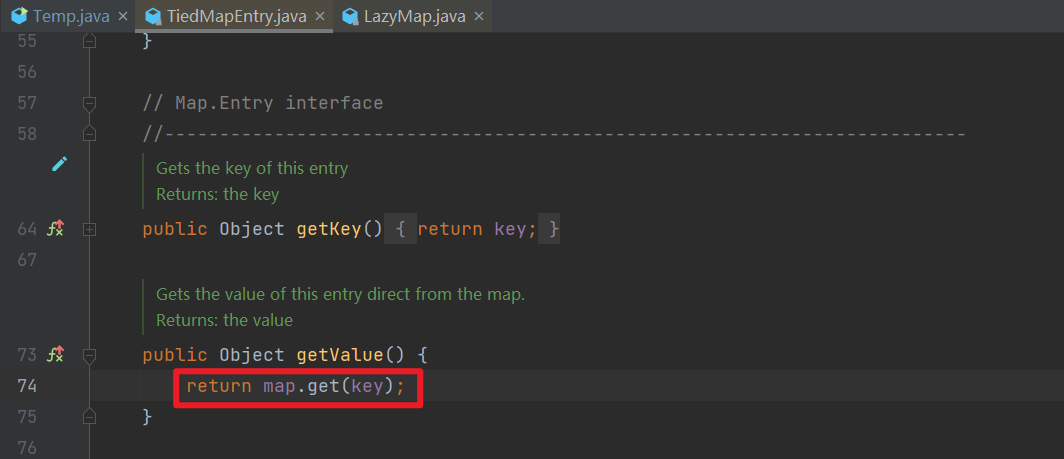 Temp.java × TiedMapEntry.java × LazyMap.java ×
55 }
56
57 // Map.Entry interface
58 //-------------------------------------------------------------------------
Gets the key of this entry
Returns: the key
64 public Object getKey() { return key; }
67
Gets the value of this entry direct from the map.
Returns: the value
73 public Object getValue() {
74 return map.get(key);
75 }
76